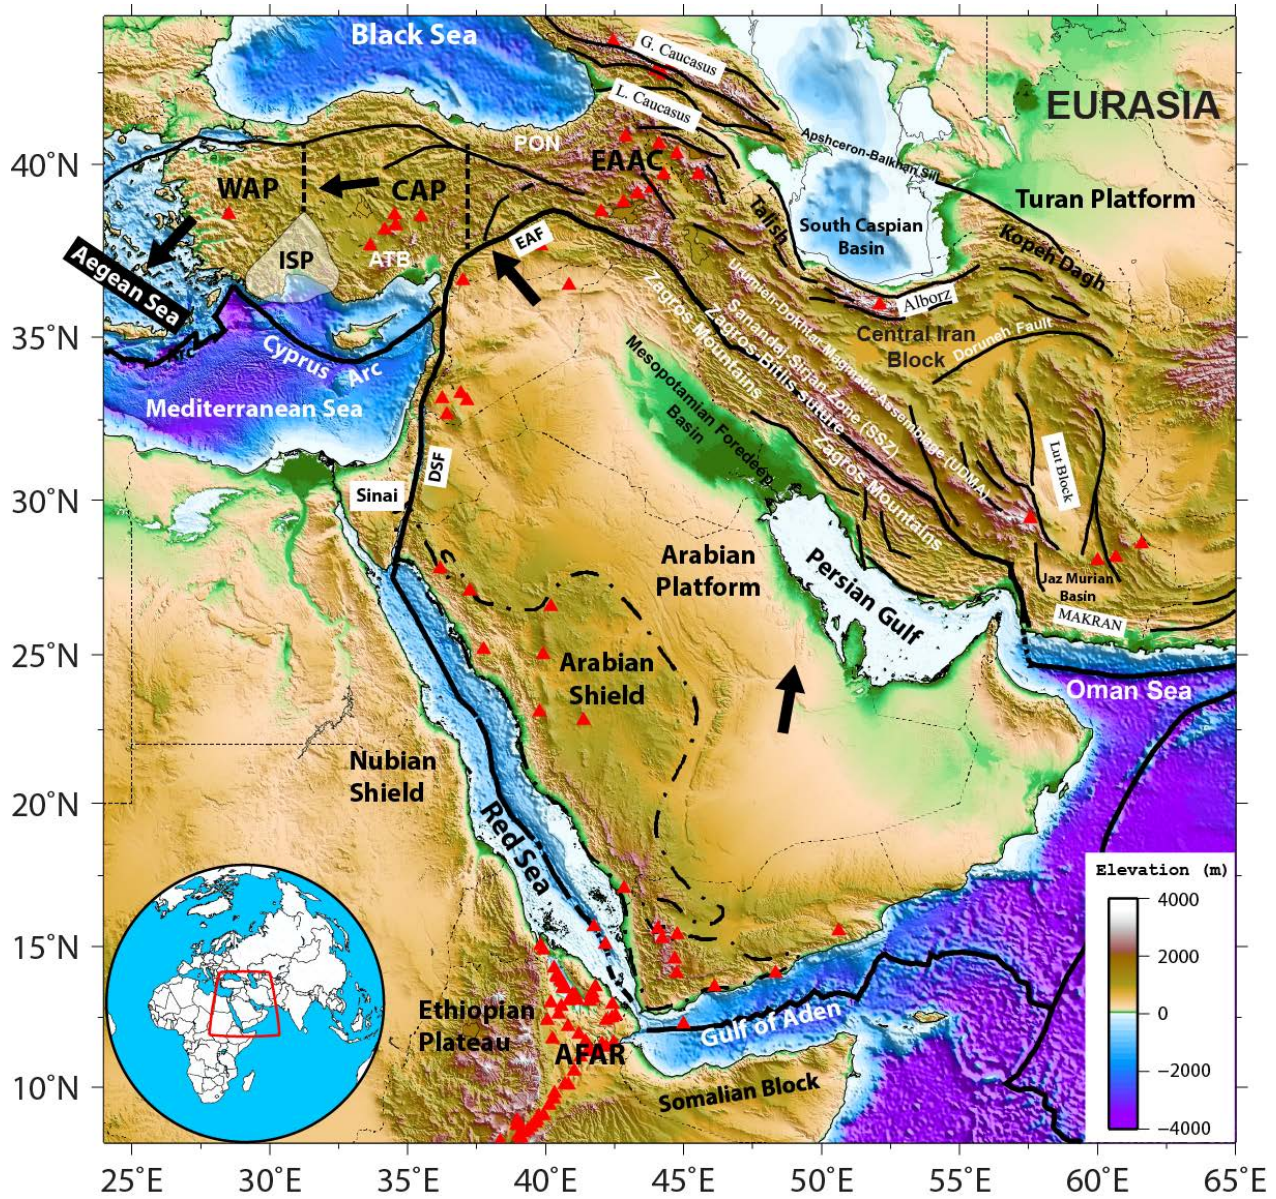 Black Sea
G. Caucasus
L. Caucasus
EURASIA
PON
EAAC
Apshceron-Balkhan Sill
40°N
WAP
CAP
Talish
South Caspian
Basin
Turan Platform
Kopeh Dagh
EAF
ISP
ATB
Aegean Sea
Alborz
Central Iran
Block
Doruneh Fault
35°N
Arc
Cyprus Arc
Mediterranean Sea
Urumieh-Dokhtar Magmatic Assemblage (UDMA)
Sanandaj-Sirjan Zone (SSZ)
Zagros-Bitlis suture
Zagros Mountains
Zagros Mountains
Mesopotamian Foredeep
Basin
Lut Block
DSF
Sinai
30°N
Arabian
Platform
Persian Gulf
Jaz Murian
Basin
MAKRAN
25°N
Arabian
Shield
Oman Sea
Nubian
Shield
20°N
Red Sea
Elevation (m)
4000
2000
0
−2000
−4000
15°N
Ethiopian
Plateau
AFAR
Gulf of Aden
Somalian Block
10°N
25°E
30°E
35°E
40°E
45°E
50°E
55°E
60°E
65°E